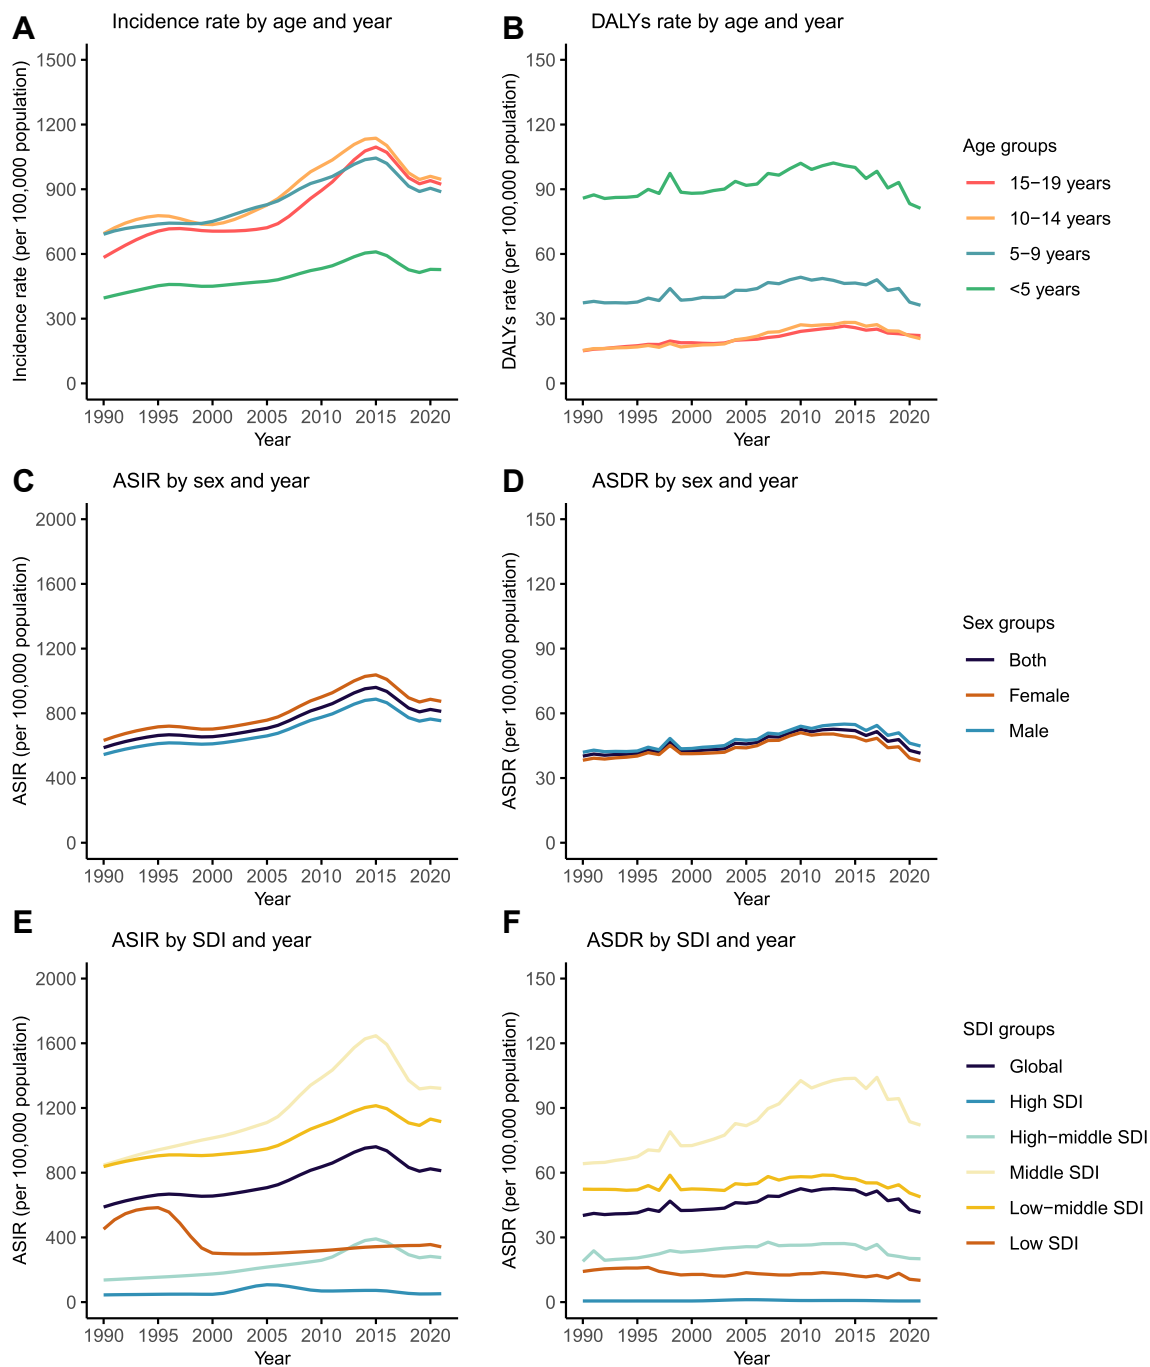 A
Incidence rate by age and year
Incidence rate (per 100,000 population)
1500
1200
900
600
300
0
1990 1995 2000 2005 2010 2015 2020
Year
B
DALYs rate by age and year
DALYs rate (per 100,000 population)
150
120
90
60
30
0
1990 1995 2000 2005 2010 2015 2020
Year
Age groups
15−19 years
10−14 years
5−9 years
<5 years
C
ASIR by sex and year
ASIR (per 100,000 population)
2000
1600
1200
800
400
0
1990 1995 2000 2005 2010 2015 2020
Year
D
ASDR by sex and year
ASDR (per 100,000 population)
150
120
90
60
30
0
1990 1995 2000 2005 2010 2015 2020
Year
Sex groups
Both
Female
Male
E
ASIR by SDI and year
ASIR (per 100,000 population)
2000
1600
1200
800
400
0
1990 1995 2000 2005 2010 2015 2020
Year
F
ASDR by SDI and year
ASDR (per 100,000 population)
150
120
90
60
30
0
1990 1995 2000 2005 2010 2015 2020
Year
SDI groups
Global
High SDI
High−middle SDI
Middle SDI
Low−middle SDI
Low SDI